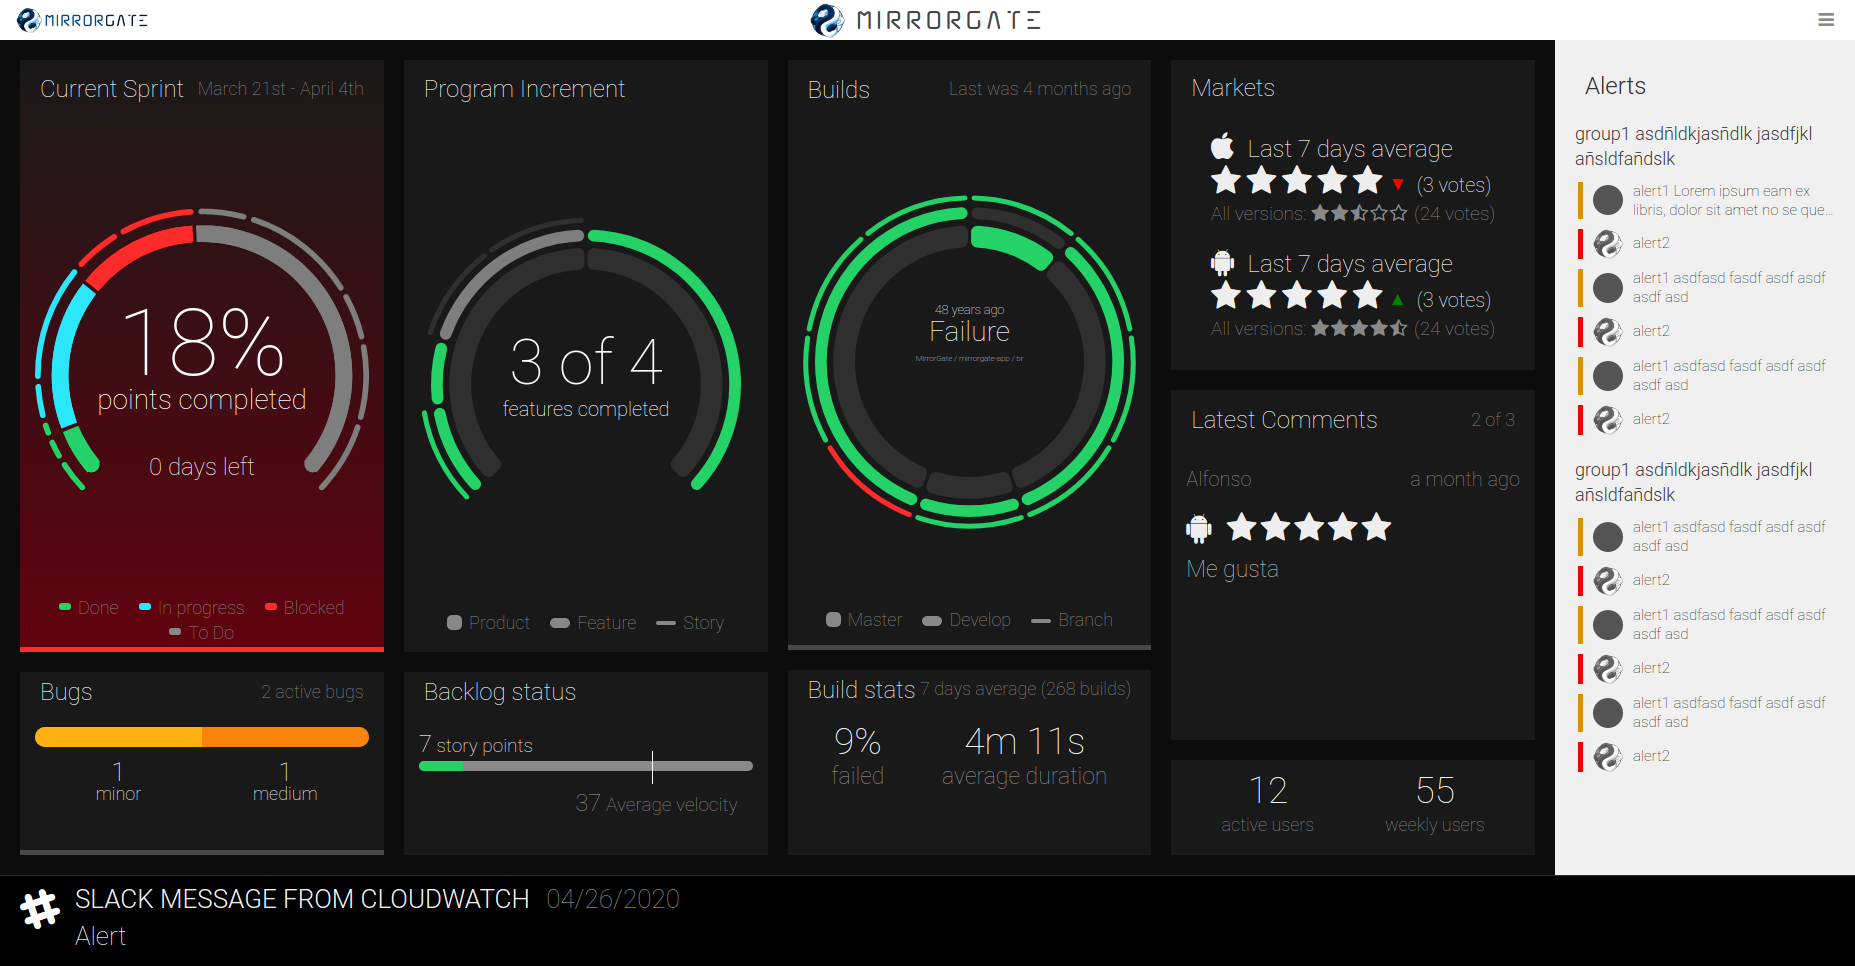 MIRRORGATE
MIRRORGATE
Current Sprint March 21st - April 4th
18%
points completed
0 days left
Done In progress Blocked
To Do
Program Increment
3 of 4
features completed
Product Feature Story
Builds Last was 4 months ago
48 years ago
Failure
MirrorGate / mirrorgate-app / br
Master Develop Branch
Markets
Last 7 days average
(3 votes)
All versions: (24 votes)
Last 7 days average
(3 votes)
All versions: (24 votes)
Latest Comments 2 of 3
Alfonso a month ago
Me gusta
Bugs 2 active bugs
1 1
minor medium
Backlog status
7 story points
37 Average velocity
Build stats 7 days average (268 builds)
9% 4m 11s
failed average duration
12 55
active users weekly users
Alerts
group1 asdñldkjasñdlk jasdfjkl
añsldfañdslk
alert1 Lorem ipsum eam ex
libris, dolor sit amet no se que...
alert2
alert1 asdfasd fasdf asdf asdf
asdf asd
alert2
alert1 asdfasd fasdf asdf asdf
asdf asd
alert2
group1 asdñldkjasñdlk jasdfjkl
añsldfañdslk
alert1 asdfasd fasdf asdf asdf
asdf asd
alert2
alert1 asdfasd fasdf asdf asdf
asdf asd
alert2
alert1 asdfasd fasdf asdf asdf
asdf asd
alert2
SLACK MESSAGE FROM CLOUDWATCH 04/26/2020
Alert